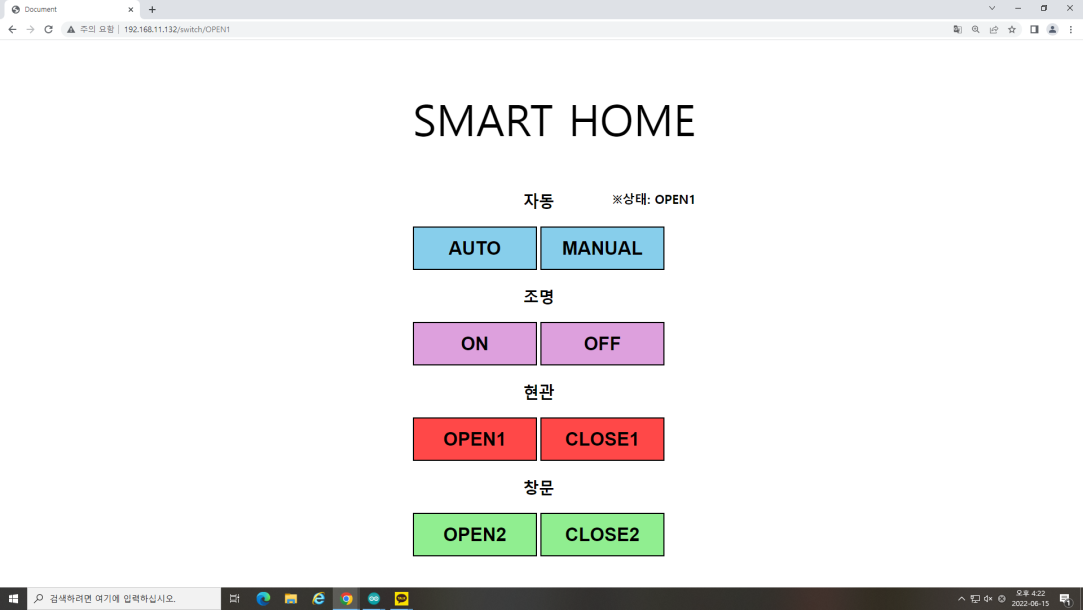 Document
주의 요함 192.168.11.132/switch/OPEN1
SMART HOME
자동 ※상태: OPEN1
AUTO MANUAL
조명
ON OFF
현관
OPEN1 CLOSE1
창문
OPEN2 CLOSE2
검색하려면 여기에 입력하십시오.
오후 4:22
2022-06-15
1